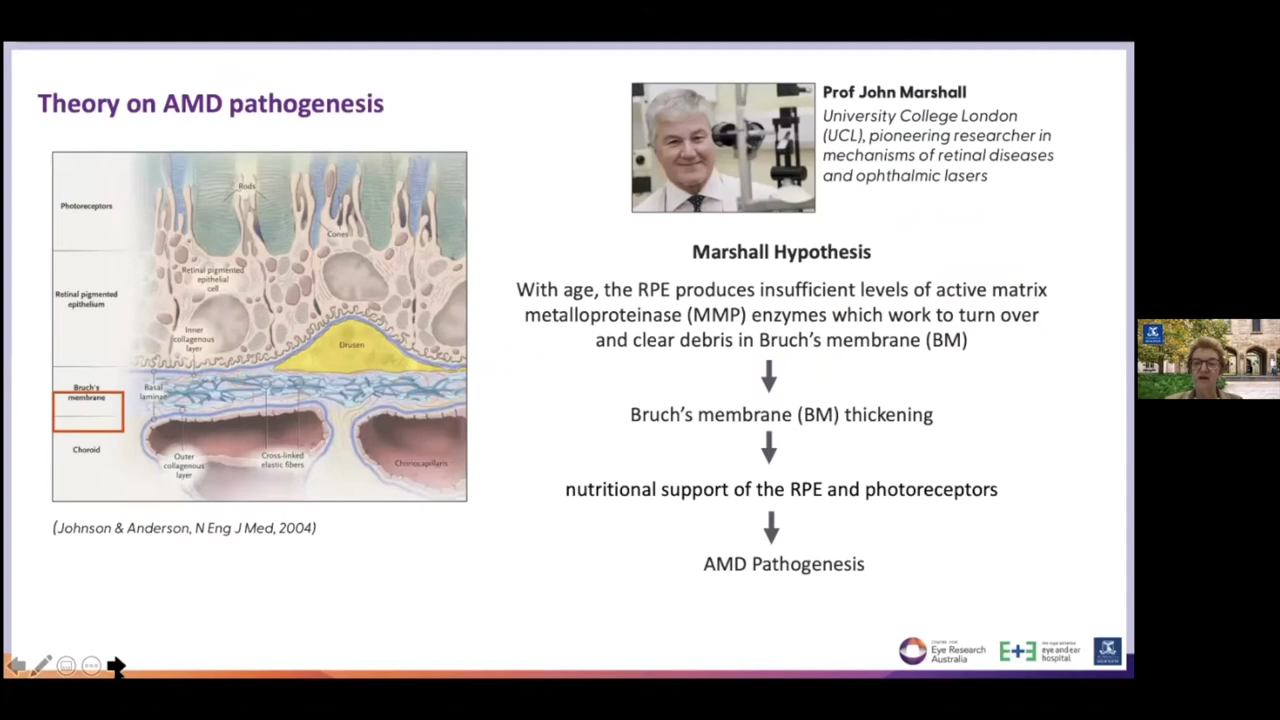 Theory on AMD pathogenesis
Photoreceptors
Rods
Cones
Retinal pigmented
epithelium
Retinal pigmented
epithelial
cell
Inner
collagenous
layer
Drusen
Bruch's
membrane
Basal
laminae
Choroid
Outer
collagenous
layer
Cross-linked
elastic fibers
Choriocapillaris
(Johnson & Anderson, N Eng J Med, 2004)
Prof John Marshall
University College London
(UCL), pioneering researcher in
mechanisms of retinal diseases
and ophthalmic lasers
Marshall Hypothesis
With age, the RPE produces insufficient levels of active matrix
metalloproteinase (MMP) enzymes which work to turn over
and clear debris in Bruch's membrane (BM)
Bruch's membrane (BM) thickening
nutritional support of the RPE and photoreceptors
AMD Pathogenesis
CENTRE FOR
Eye Research
Australia
E+E
eye and ear
hospital